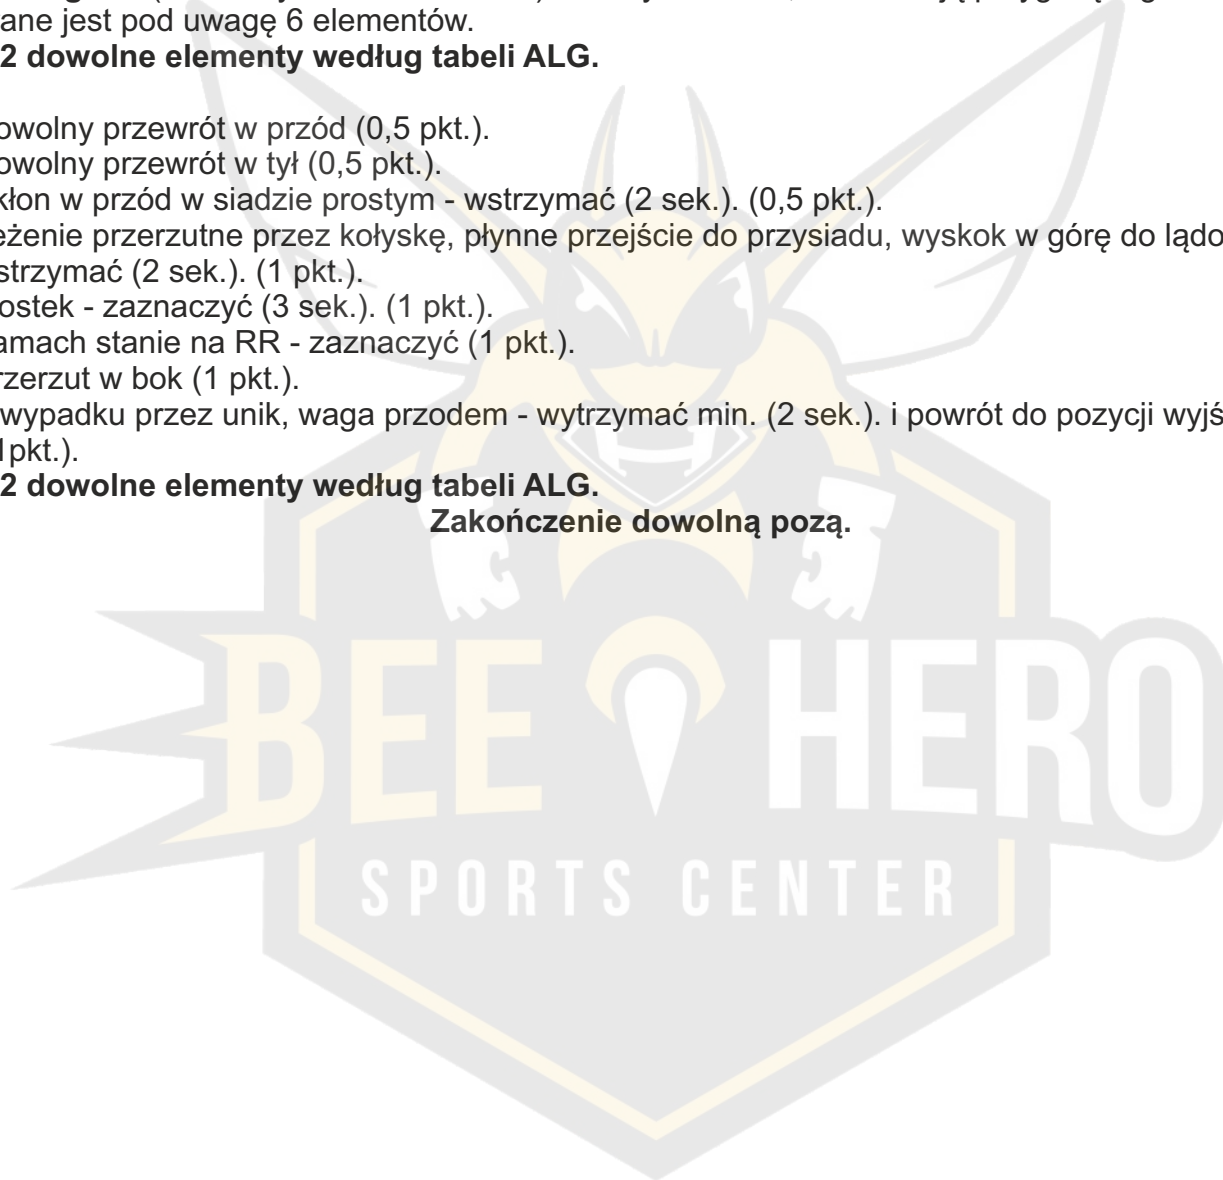 ane jest pod uwagę 6 elementów.
2 dowolne elementy według tabeli ALG.
owolny przewrót w przód (0,5 pkt.).
owolny przewrót w tył (0,5 pkt.).
kłon w przód w siadzie prostym - wstrzymać (2 sek.). (0,5 pkt.).
eżenie przerzutne przez kołyskę, płynne przejście do przysiadu, wyskok w górę do lądo
strzymać (2 sek.). (1 pkt.).
ostek - zaznaczyć (3 sek.). (1 pkt.).
amach stanie na RR - zaznaczyć (1 pkt.).
rzerzut w bok (1 pkt.).
wypadku przez unik, waga przodem - wytrzymać min. (2 sek.). i powrót do pozycji wyjś
1pkt.).
2 dowolne elementy według tabeli ALG.
Zakończenie dowolną pozą.
BEE HERO
SPORTS CENTER